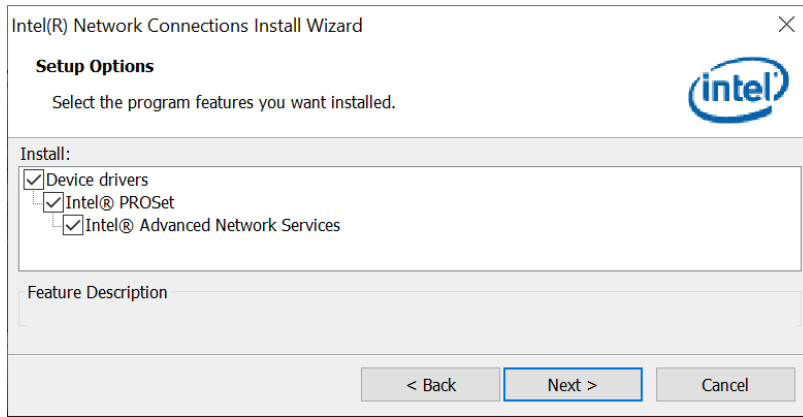 Intel(R) Network Connections Install Wizard
Setup Options
Select the program features you want installed.
intel
Install:
Device drivers
Intel® PROSet
Intel® Advanced Network Services
Feature Description
< Back
Next >
Cancel